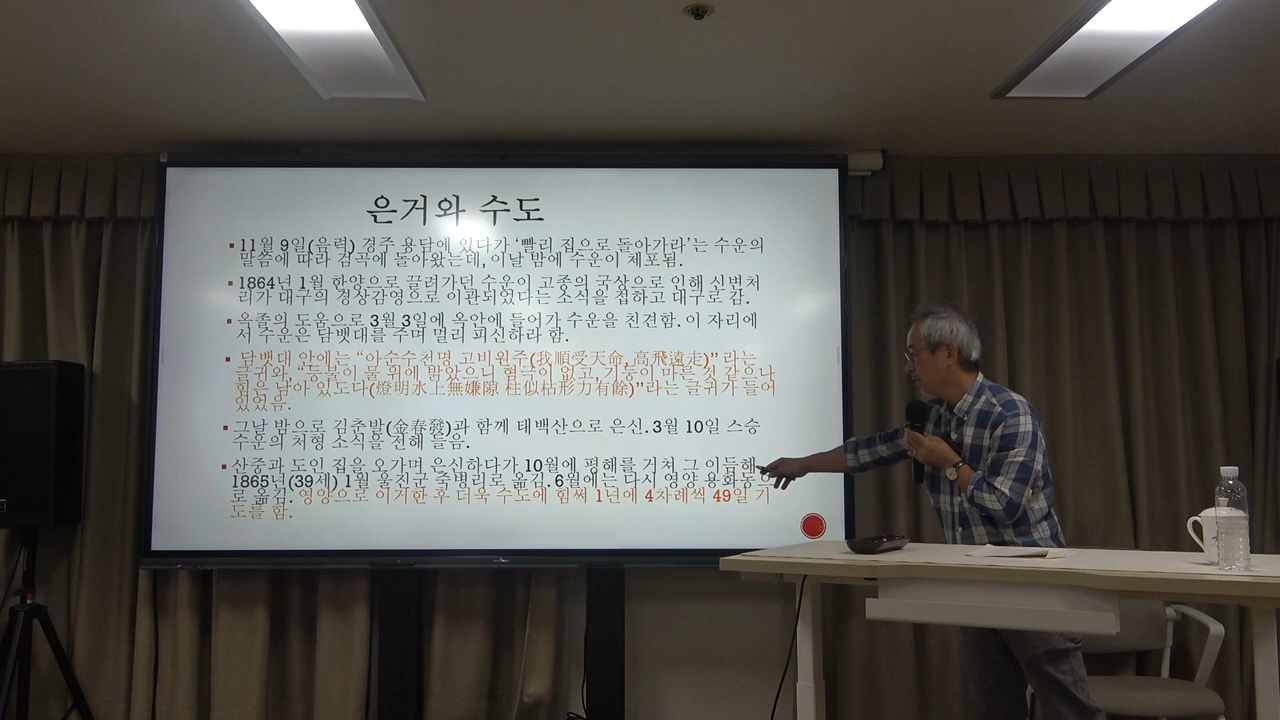 은거와 수도
11월 9일(음력) 경주 용담에 있다가 '빨리 집으로 돌아가라'는 수운의
말씀에 따라 검곡에 돌아왔는데, 이날 밤에 수운이 체포됨.
1864년 1월 한양으로 끌려가던 수운이 고종의 국상으로 인해 신변처
리가 대구의 경상감영으로 이관되었다는 소식을 접하고 대구로 감.
옥졸의 도움으로 3월 3일에 옥안에 들어가 수운을 친견함. 이 자리에
서 수운은 담뱃대를 주며 멀리 피신하라 함.
담뱃대 안에는 “아순수천명 고비원주(我順受天命, 高飛遠走)” 라는
글귀와, “등불이 물 위에 밝았으니 혐극이 없고, 기둥이 마른 것 같으나
힘은 남아 있도다(燈明水上無嫌隙 柱似枯形力有餘)”라는 글귀가 들어
있었음.
그날 밤으로 김춘발(金春發)과 함께 태백산으로 은신. 3월 10일 스승
수운의 처형 소식을 전해 들음.
산중과 도인 집을 오가며 은신하다가 10월에 평해를 거쳐 그 이듬해
1865년(39세) 1월 울진군 죽병리로 옮김. 6월에는 다시 영양 용화동으
로 옮김. 영양으로 이거한 후 더욱 수도에 힘써 1년에 4차례씩 49일 기
도를 함.